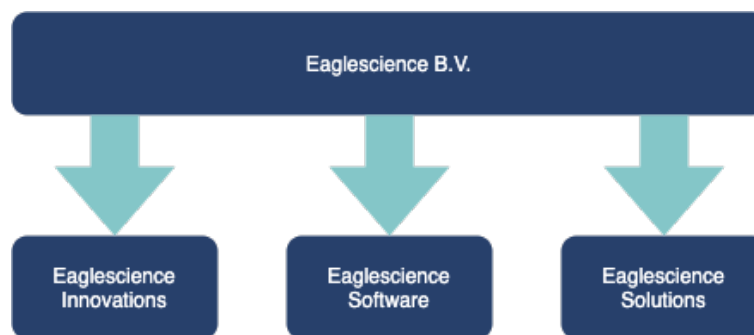 Eaglescience B.V.
Eaglescience
Innovations
Eaglescience
Software
Eaglescience
Solutions